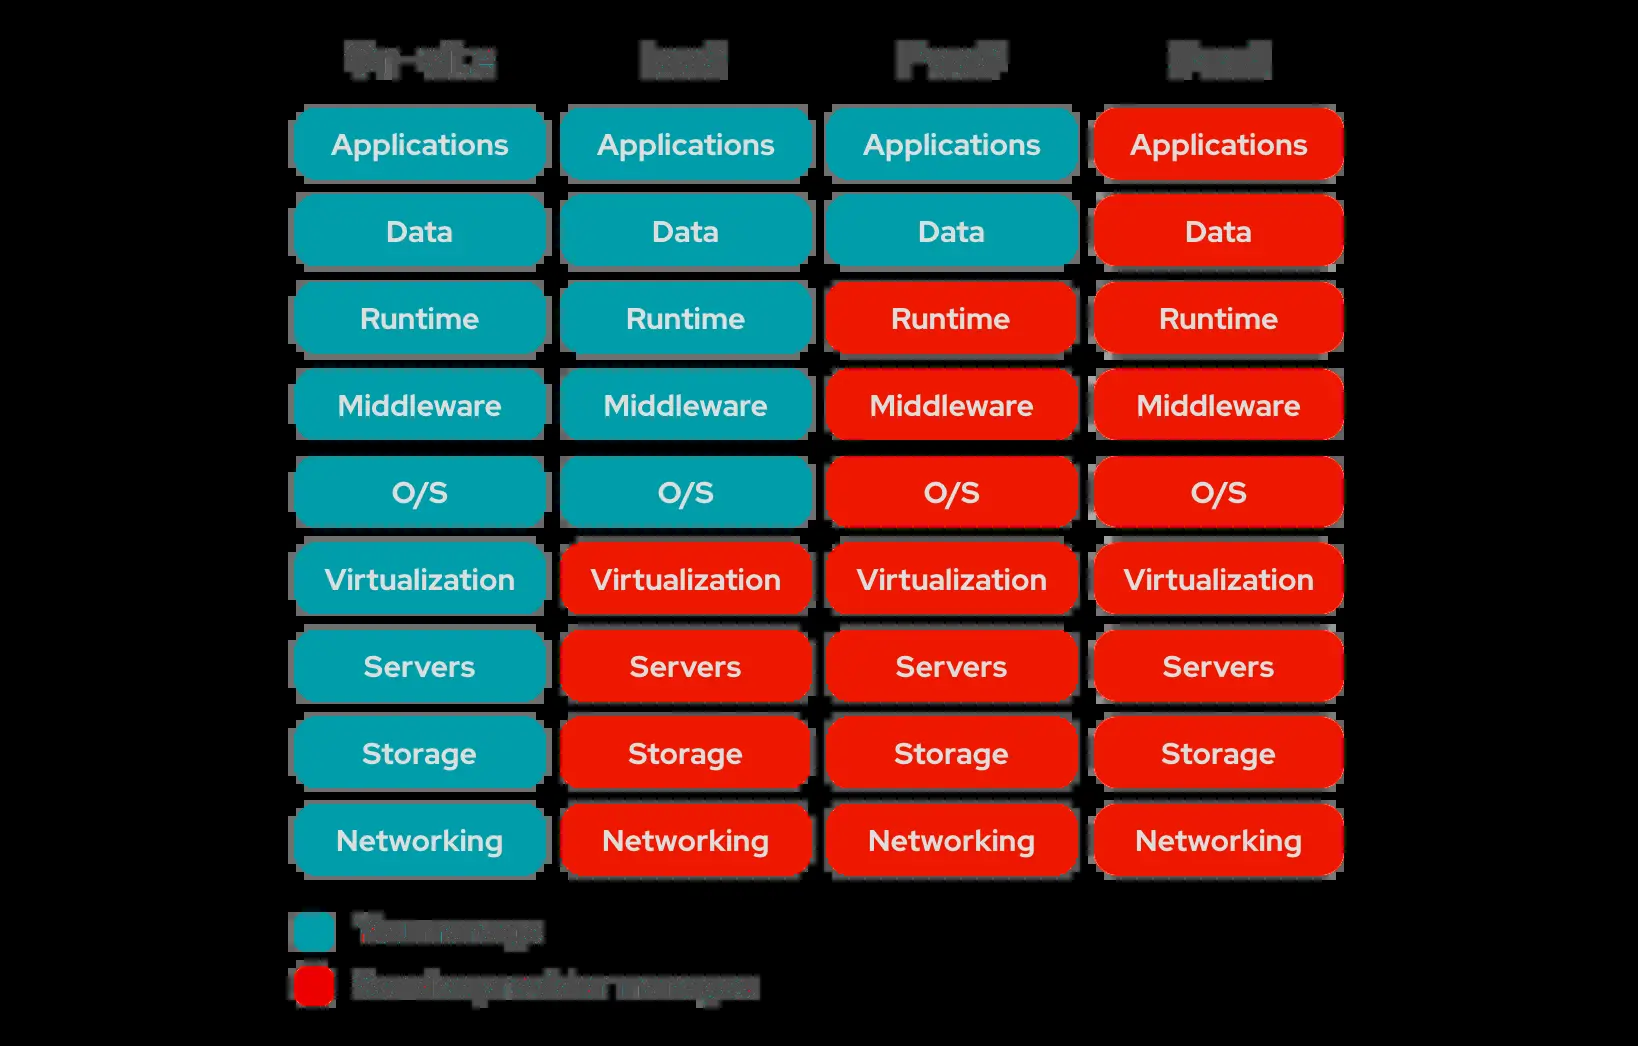 On-site IaaS PaaS SaaS
Applications Applications Applications Applications
Data Data Data Data
Runtime Runtime Runtime Runtime
Middleware Middleware Middleware Middleware
O/S O/S O/S O/S
Virtualization Virtualization Virtualization Virtualization
Servers Servers Servers Servers
Storage Storage Storage Storage
Networking Networking Networking Networking
You manage
Service provider manages